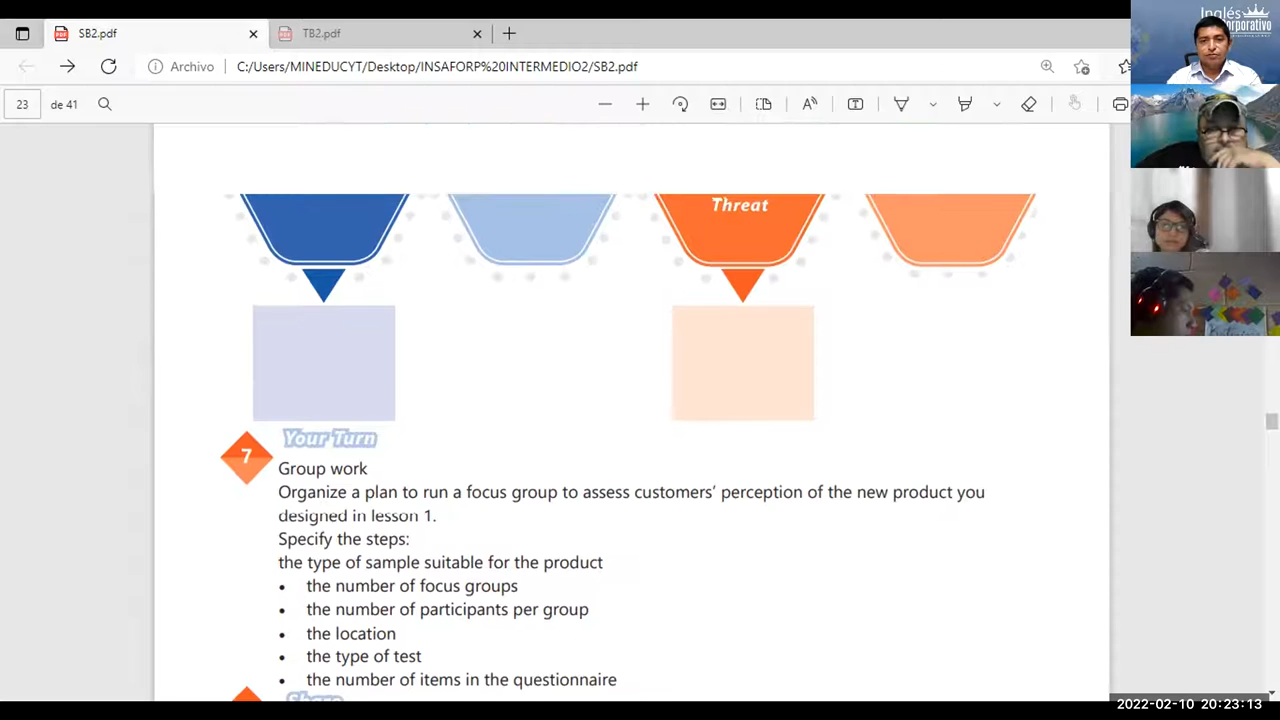 SB2.pdf
TB2.pdf
Archivo
C:/Users/MINEDUCYT/Desktop/INSAFORP%20INTERMEDIO2/SB2.pdf
23 de 41
Threat
Your Turn
7
Group work
Organize a plan to run a focus group to assess customers' perception of the new product you
designed in lesson 1.
Specify the steps:
the type of sample suitable for the product
• the number of focus groups
• the number of participants per group
• the location
• the type of test
• the number of items in the questionnaire
Share
Inglés
2022-02-10 20:23:13